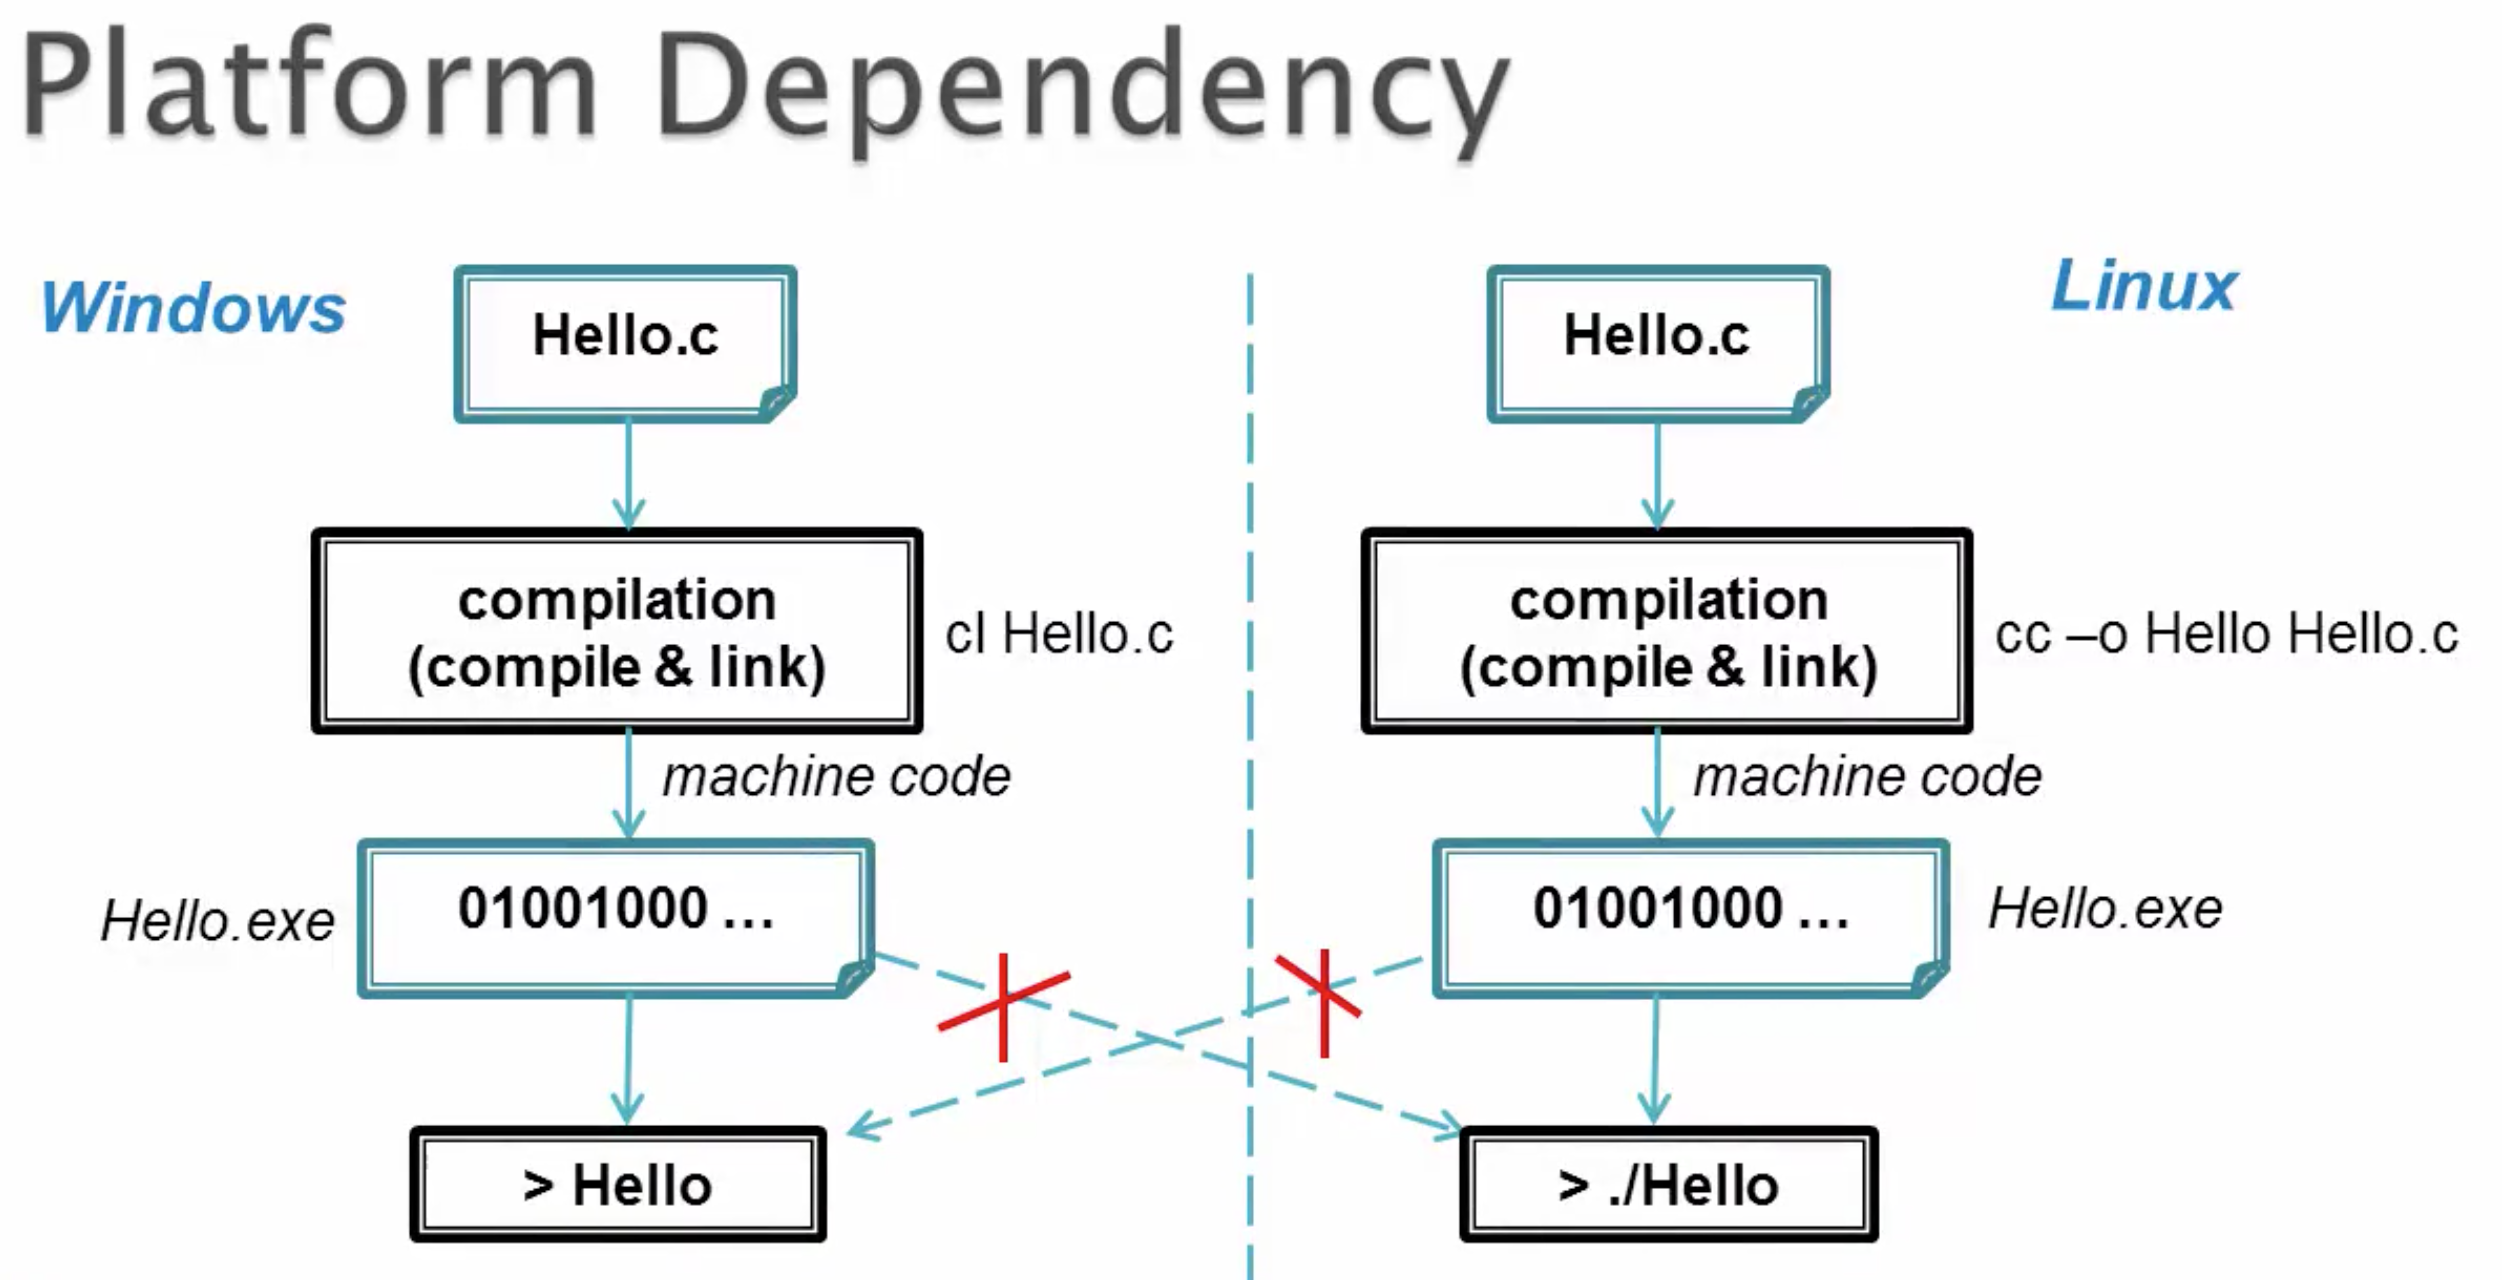 Platform Dependency
Windows
Hello.c
compilation
(compile & link)
cl Hello.c
machine code
Hello.exe
01001000 ...
> Hello
Linux
Hello.c
compilation
(compile & link)
cc –o Hello Hello.c
machine code
01001000 ...
Hello.exe
> ./Hello